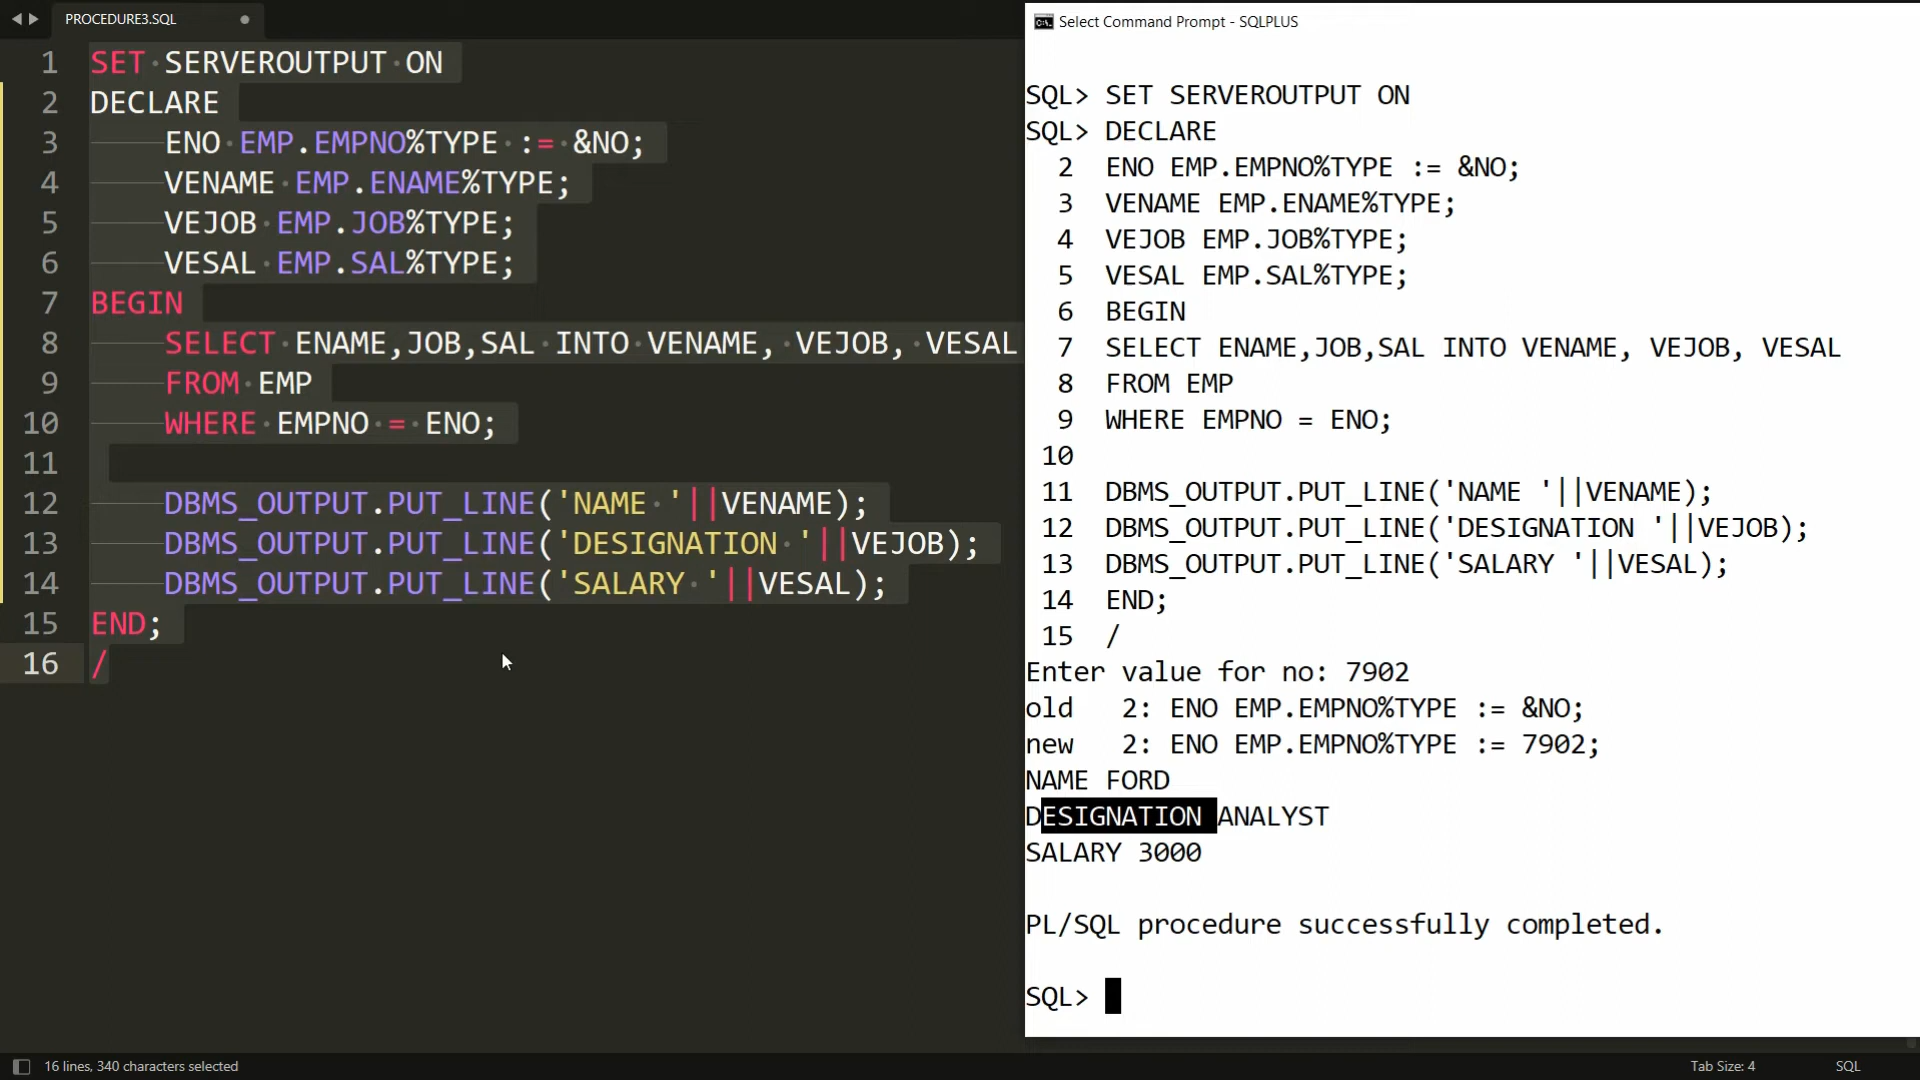 PROCEDURE3.SQL
1 SET SERVEROUTPUT ON
2 DECLARE
3 ENO EMP.EMPNO%TYPE := &NO;
4 VENAME EMP.ENAME%TYPE;
5 VEJOB EMP.JOB%TYPE;
6 VESAL EMP.SAL%TYPE;
7 BEGIN
8 SELECT ENAME,JOB,SAL INTO VENAME, VEJOB, VESAL
9 FROM EMP
10 WHERE EMPNO = ENO;
11
12 DBMS_OUTPUT.PUT_LINE('NAME '||VENAME);
13 DBMS_OUTPUT.PUT_LINE('DESIGNATION '||VEJOB);
14 DBMS_OUTPUT.PUT_LINE('SALARY '||VESAL);
15 END;
16 /
16 lines, 340 characters selected
Select Command Prompt - SQLPLUS
SQL> SET SERVEROUTPUT ON
SQL> DECLARE
2 ENO EMP.EMPNO%TYPE := &NO;
3 VENAME EMP.ENAME%TYPE;
4 VEJOB EMP.JOB%TYPE;
5 VESAL EMP.SAL%TYPE;
6 BEGIN
7 SELECT ENAME,JOB,SAL INTO VENAME, VEJOB, VESAL
8 FROM EMP
9 WHERE EMPNO = ENO;
10
11 DBMS_OUTPUT.PUT_LINE('NAME '||VENAME);
12 DBMS_OUTPUT.PUT_LINE('DESIGNATION '||VEJOB);
13 DBMS_OUTPUT.PUT_LINE('SALARY '||VESAL);
14 END;
15 /
Enter value for no: 7902
old 2: ENO EMP.EMPNO%TYPE := &NO;
new 2: ENO EMP.EMPNO%TYPE := 7902;
NAME FORD
DESIGNATION ANALYST
SALARY 3000
PL/SQL procedure successfully completed.
SQL>
Tab Size: 4
SQL